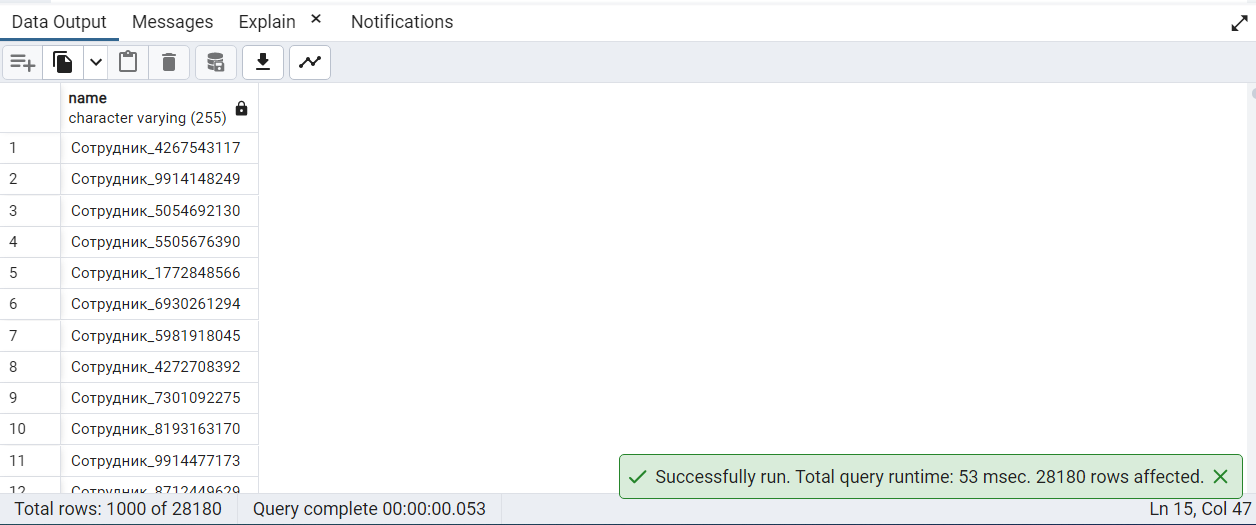 Data Output Messages Explain × Notifications
name
character varying (255)
1 Сотрудник_4267543117
2 Сотрудник_9914148249
3 Сотрудник_5054692130
4 Сотрудник_5505676390
5 Сотрудник_1772848566
6 Сотрудник_6930261294
7 Сотрудник_5981918045
8 Сотрудник_4272708392
9 Сотрудник_7301092275
10 Сотрудник_8193163170
11 Сотрудник_9914477173
12 Сотрудник_8712449629
Successfully run. Total query runtime: 53 msec. 28180 rows affected.
Total rows: 1000 of 28180 Query complete 00:00:00.053 Ln 15, Col 47